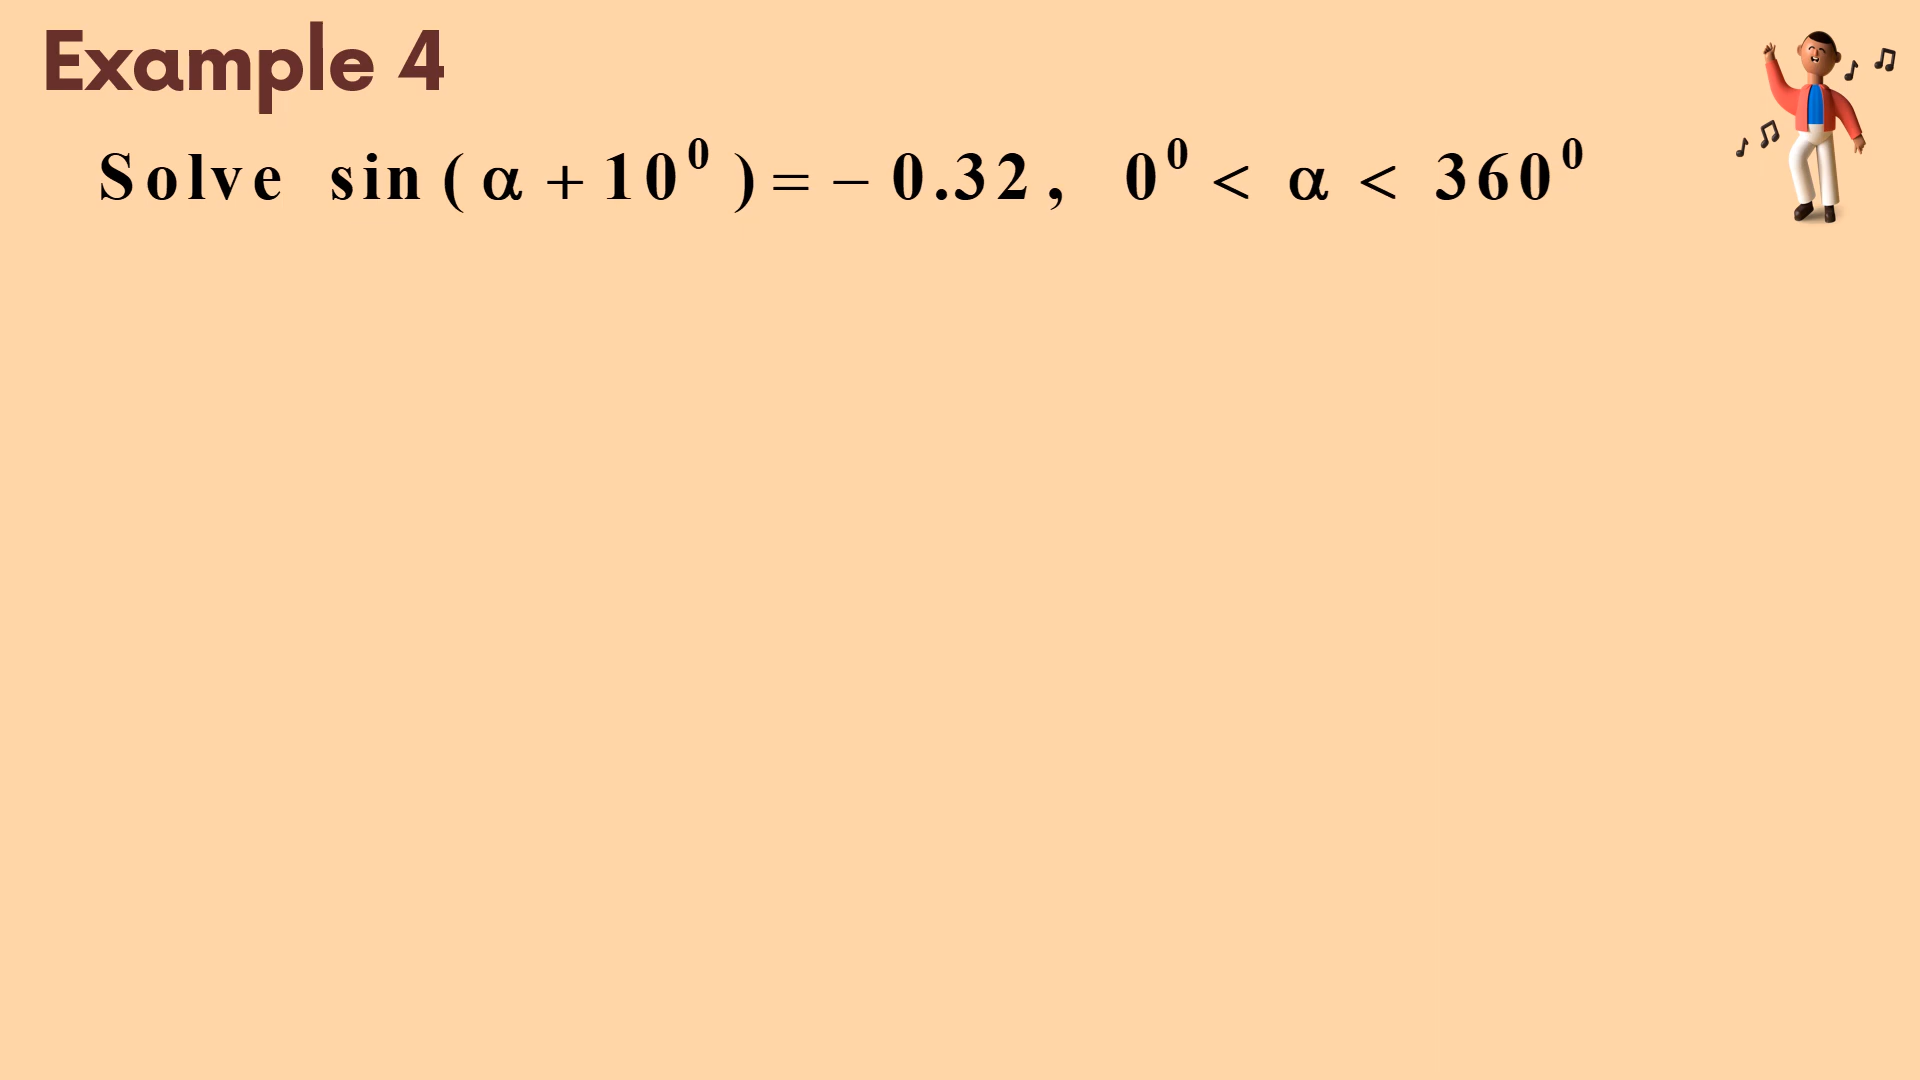 Example 4
Solve sin ( α + 10⁰ ) = – 0.32 , 0⁰ < α < 360⁰